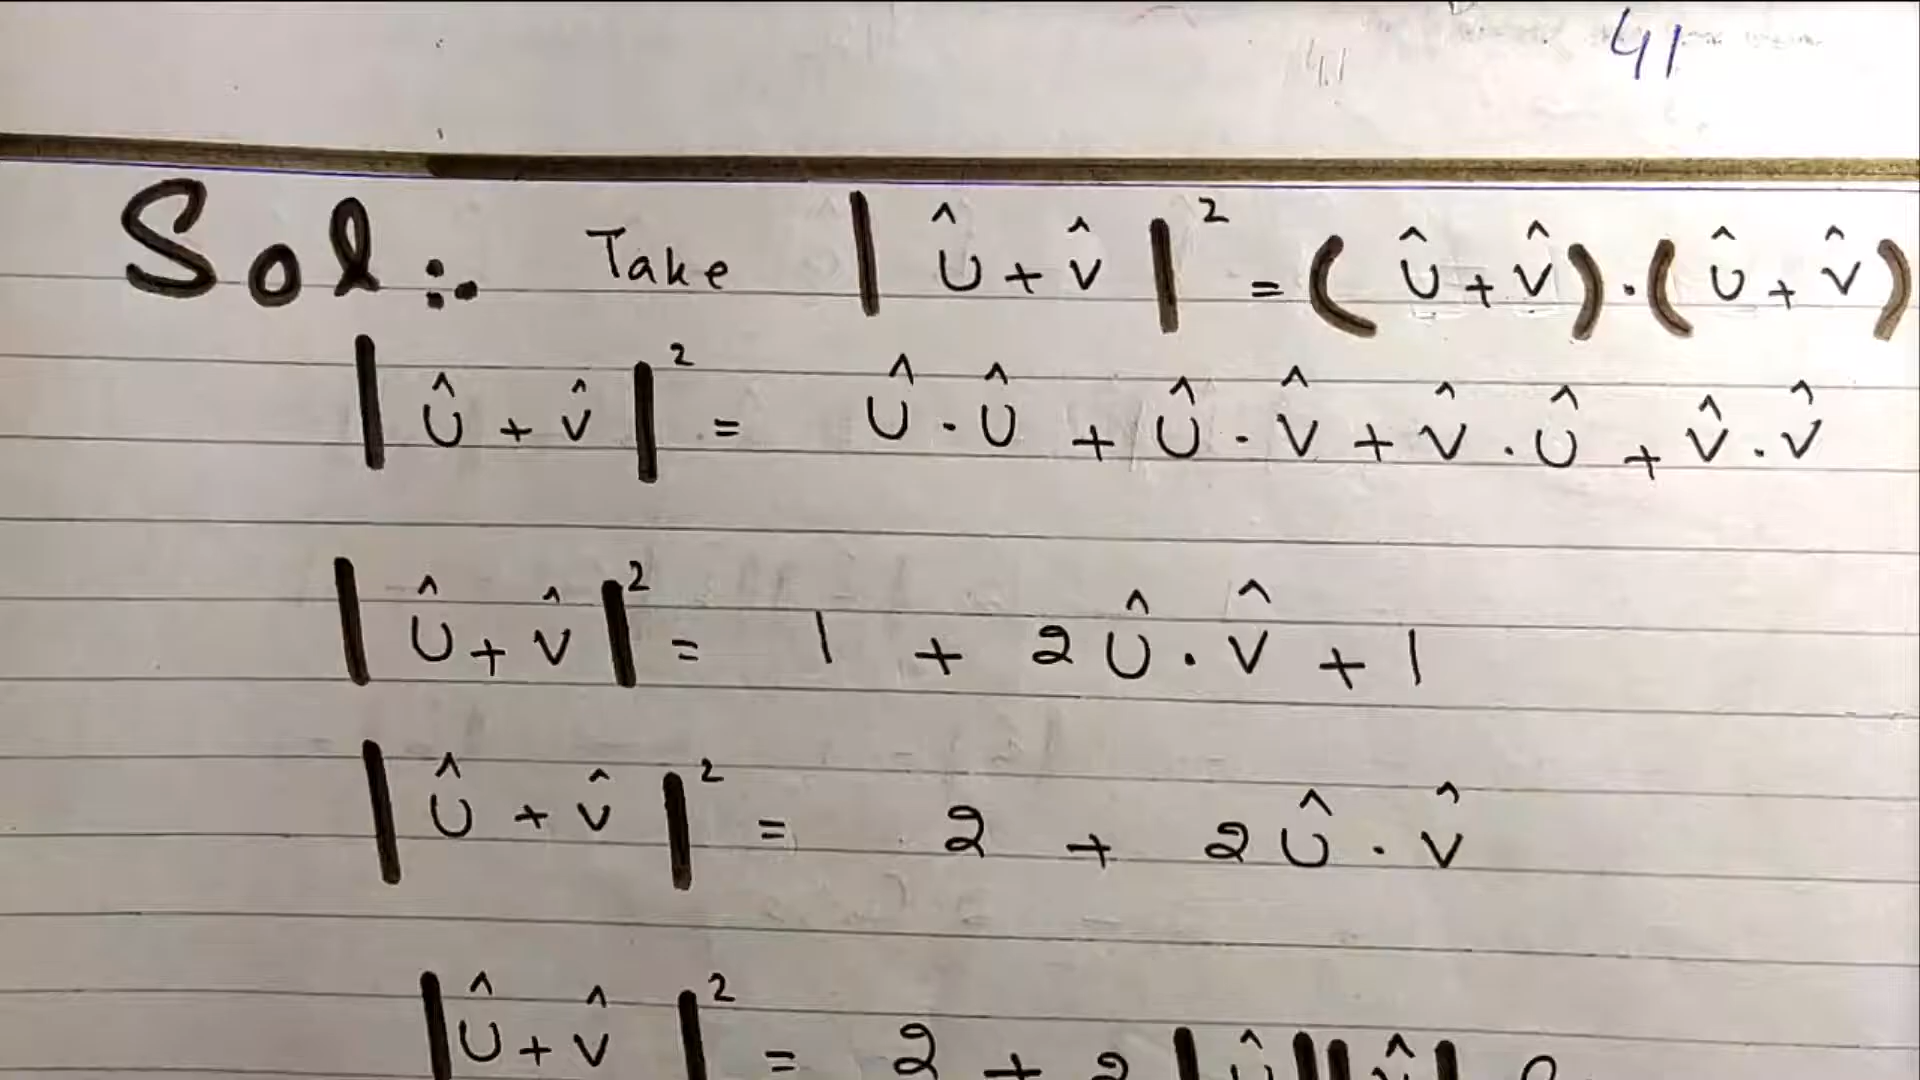 41
Sol:. Take |û + v̂|² = (û + v̂).(û + v̂)
|û + v̂|² = û . û + û . v̂ + v̂ . û + v̂ . v̂
|û + v̂|² = 1 + 2û . v̂ + 1
|û + v̂|² = 2 + 2û . v̂
|û + v̂|² = 2 + 2|û||v̂|